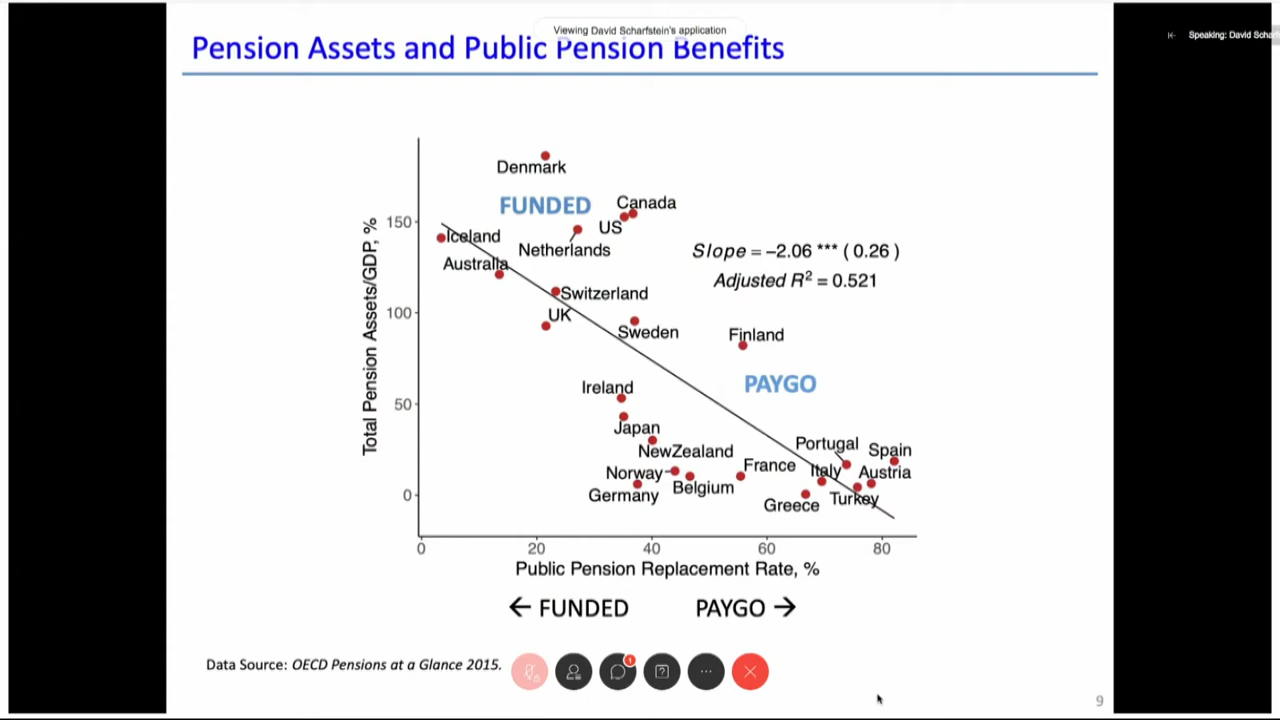 Viewing David Scharfstein's application
Speaking: David Scharf
Pension Assets and Public Pension Benefits
Denmark
FUNDED
Canada
US
150
Iceland
Netherlands
Slope = –2.06 *** ( 0.26 )
Australia
Adjusted R² = 0.521
Switzerland
100
UK
Sweden
Finland
Total Pension Assets/GDP, %
PAYGO
Ireland
50
Japan
Portugal
Spain
NewZealand
Norway
France
Italy
Austria
Germany
Belgium
0
Greece
Turkey
0 20 40 60 80
Public Pension Replacement Rate, %
← FUNDED PAYGO →
Data Source: OECD Pensions at a Glance 2015.
1
?
9